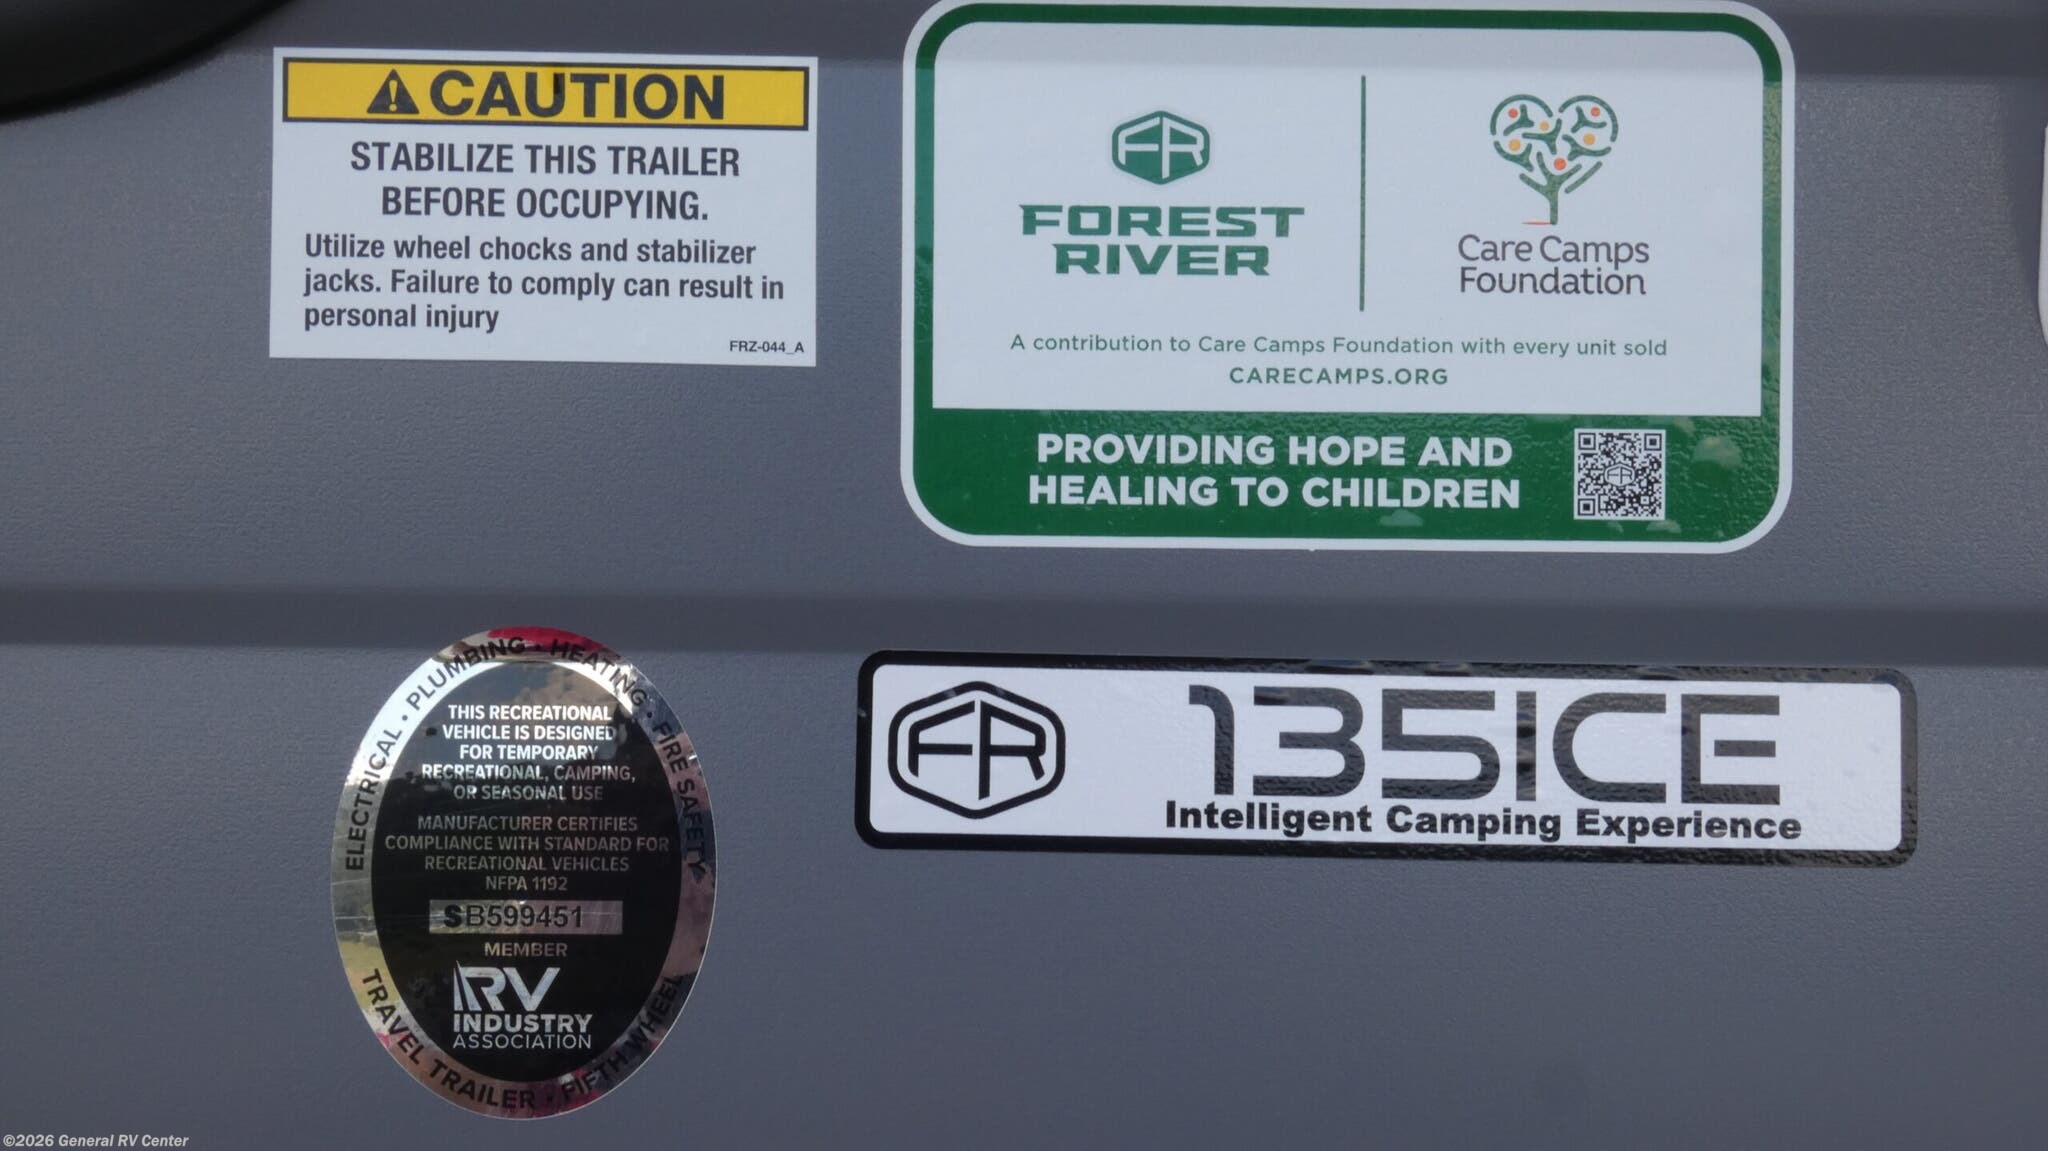 CAUTION
STABILIZE THIS TRAILER
BEFORE OCCUPYING.
Utilize wheel chocks and stabilizer
jacks. Failure to comply can result in
personal injury
FRZ-044_A
FR
FOREST
RIVER
Care Camps
Foundation
A contribution to Care Camps Foundation with every unit sold
CARECAMPS.ORG
PROVIDING HOPE AND
HEALING TO CHILDREN
ELECTRICAL • PLUMBING • HEATING • FIRE SAFETY
THIS RECREATIONAL
VEHICLE IS DESIGNED
FOR TEMPORARY
RECREATIONAL, CAMPING,
OR SEASONAL USE
MANUFACTURER CERTIFIES
COMPLIANCE WITH STANDARD FOR
RECREATIONAL VEHICLES
NFPA 1192
SB599451
MEMBER
RV
INDUSTRY
ASSOCIATION
TRAVEL TRAILER • FIFTH WHEEL
FR
135ICE
Intelligent Camping Experience
©2026 General RV Center